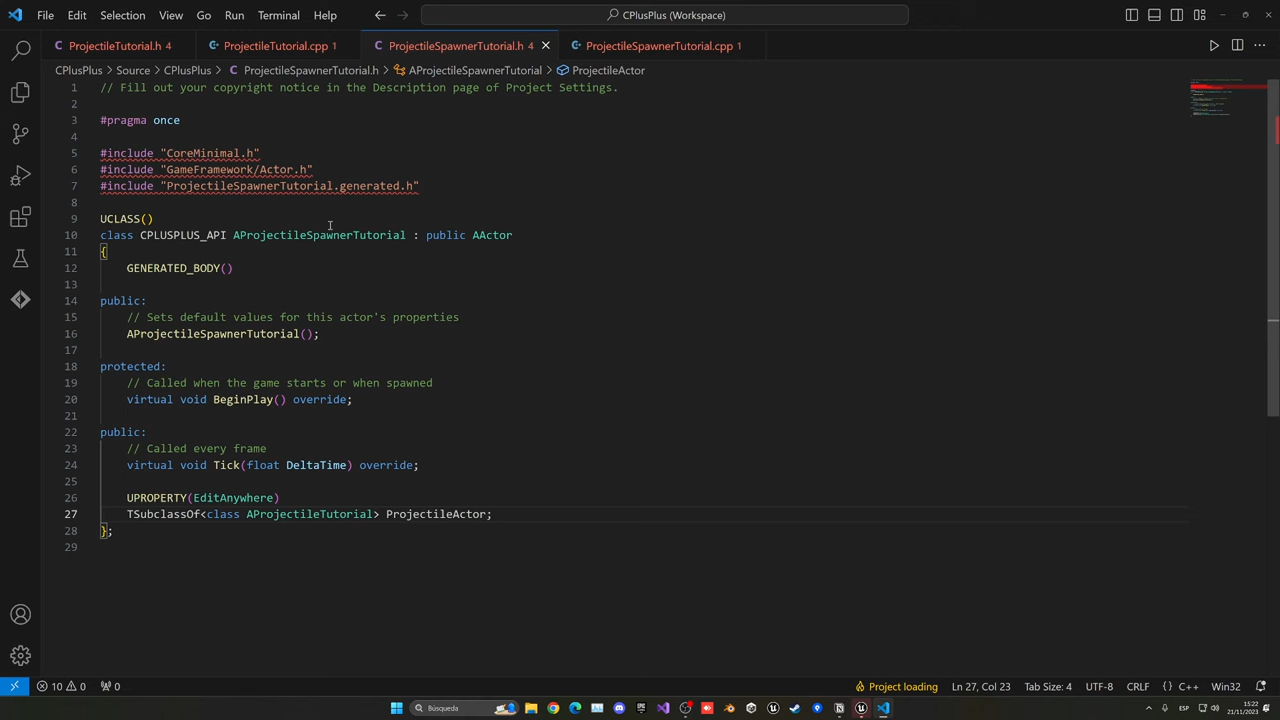 File Edit Selection View Go Run Terminal Help CPlusPlus (Workspace)
ProjectileTutorial.h 4 ProjectileTutorial.cpp 1 ProjectileSpawnerTutorial.h 4 ProjectileSpawnerTutorial.cpp 1
CPlusPlus > Source > CPlusPlus > ProjectileSpawnerTutorial.h > AProjectileSpawnerTutorial > ProjectileActor
1 // Fill out your copyright notice in the Description page of Project Settings.
2
3 #pragma once
4
5 #include "CoreMinimal.h"
6 #include "GameFramework/Actor.h"
7 #include "ProjectileSpawnerTutorial.generated.h"
8
9 UCLASS()
10 class CPLUSPLUS_API AProjectileSpawnerTutorial : public AActor
11 {
12 GENERATED_BODY()
13
14 public:
15 // Sets default values for this actor's properties
16 AProjectileSpawnerTutorial();
17
18 protected:
19 // Called when the game starts or when spawned
20 virtual void BeginPlay() override;
21
22 public:
23 // Called every frame
24 virtual void Tick(float DeltaTime) override;
25
26 UPROPERTY(EditAnywhere)
27 TSubclassOf<class AProjectileTutorial> ProjectileActor;
28 };
29
10 0 0 Project loading Ln 27, Col 23 Tab Size: 4 UTF-8 CRLF {} C++ Win32
Búsqueda ESP 15:22
21/11/2023